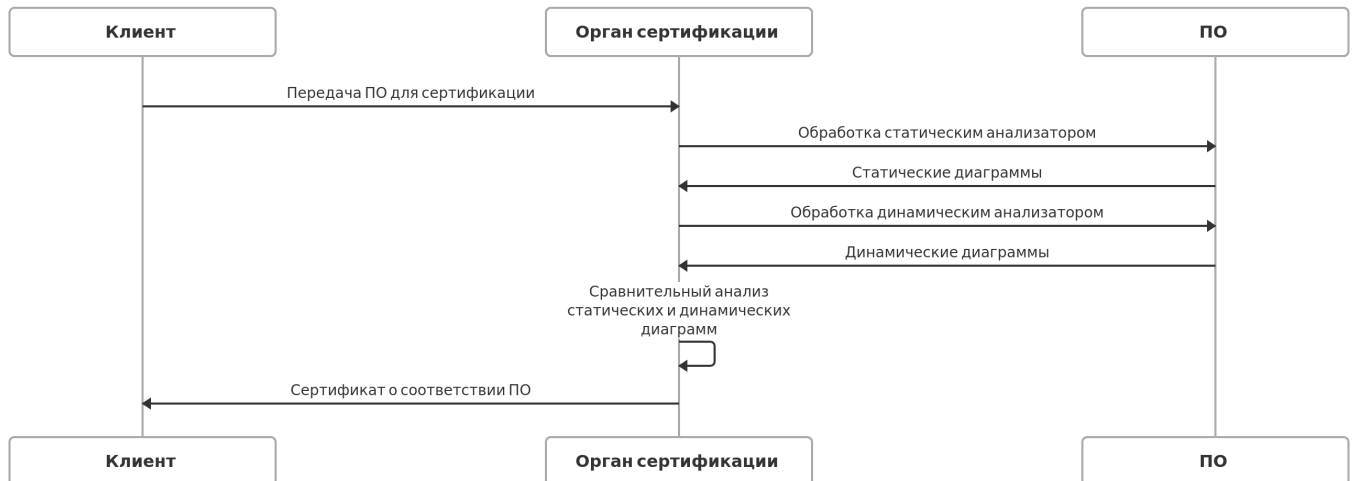 Клиент
Орган сертификации
ПО
Передача ПО для сертификации
Обработка статическим анализатором
Статические диаграммы
Обработка динамическим анализатором
Динамические диаграммы
Сравнительный анализ
статических и динамических
диаграмм
Сертификат о соответствии ПО
Клиент
Орган сертификации
ПО